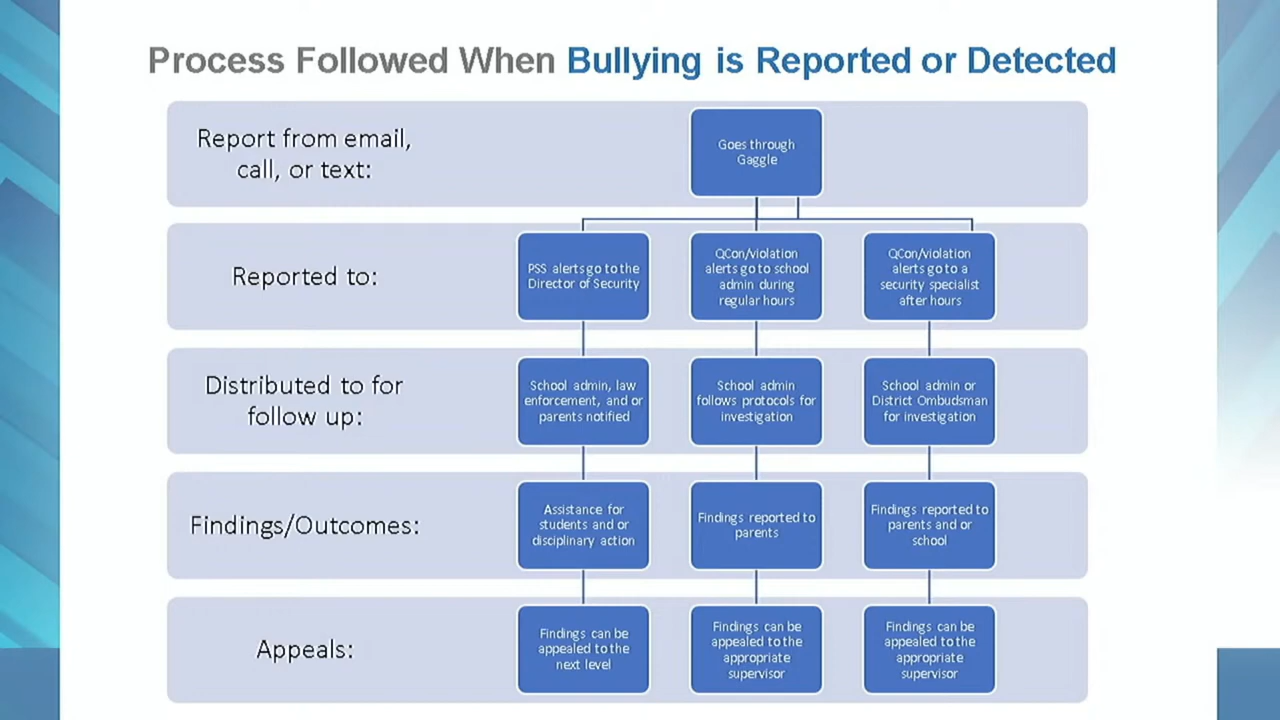 Process Followed When Bullying is Reported or Detected
Report from email,
call, or text:
Goes through
Gaggle
Reported to:
PSS alerts go to the
Director of Security
QCon/violation
alerts go to school
admin during
regular hours
QCon/violation
alerts go to a
security specialist
after hours
Distributed to for
follow up:
School admin, law
enforcement, and or
parents notified
School admin
follows protocols for
investigation
School admin or
District Ombudsman
for investigation
Findings/Outcomes:
Assistance for
students and or
disciplinary action
Findings reported to
parents
Findings reported to
parents and or
school
Appeals:
Findings can be
appealed to the
next level
Findings can be
appealed to the
appropriate
supervisor
Findings can be
appealed to the
appropriate
supervisor